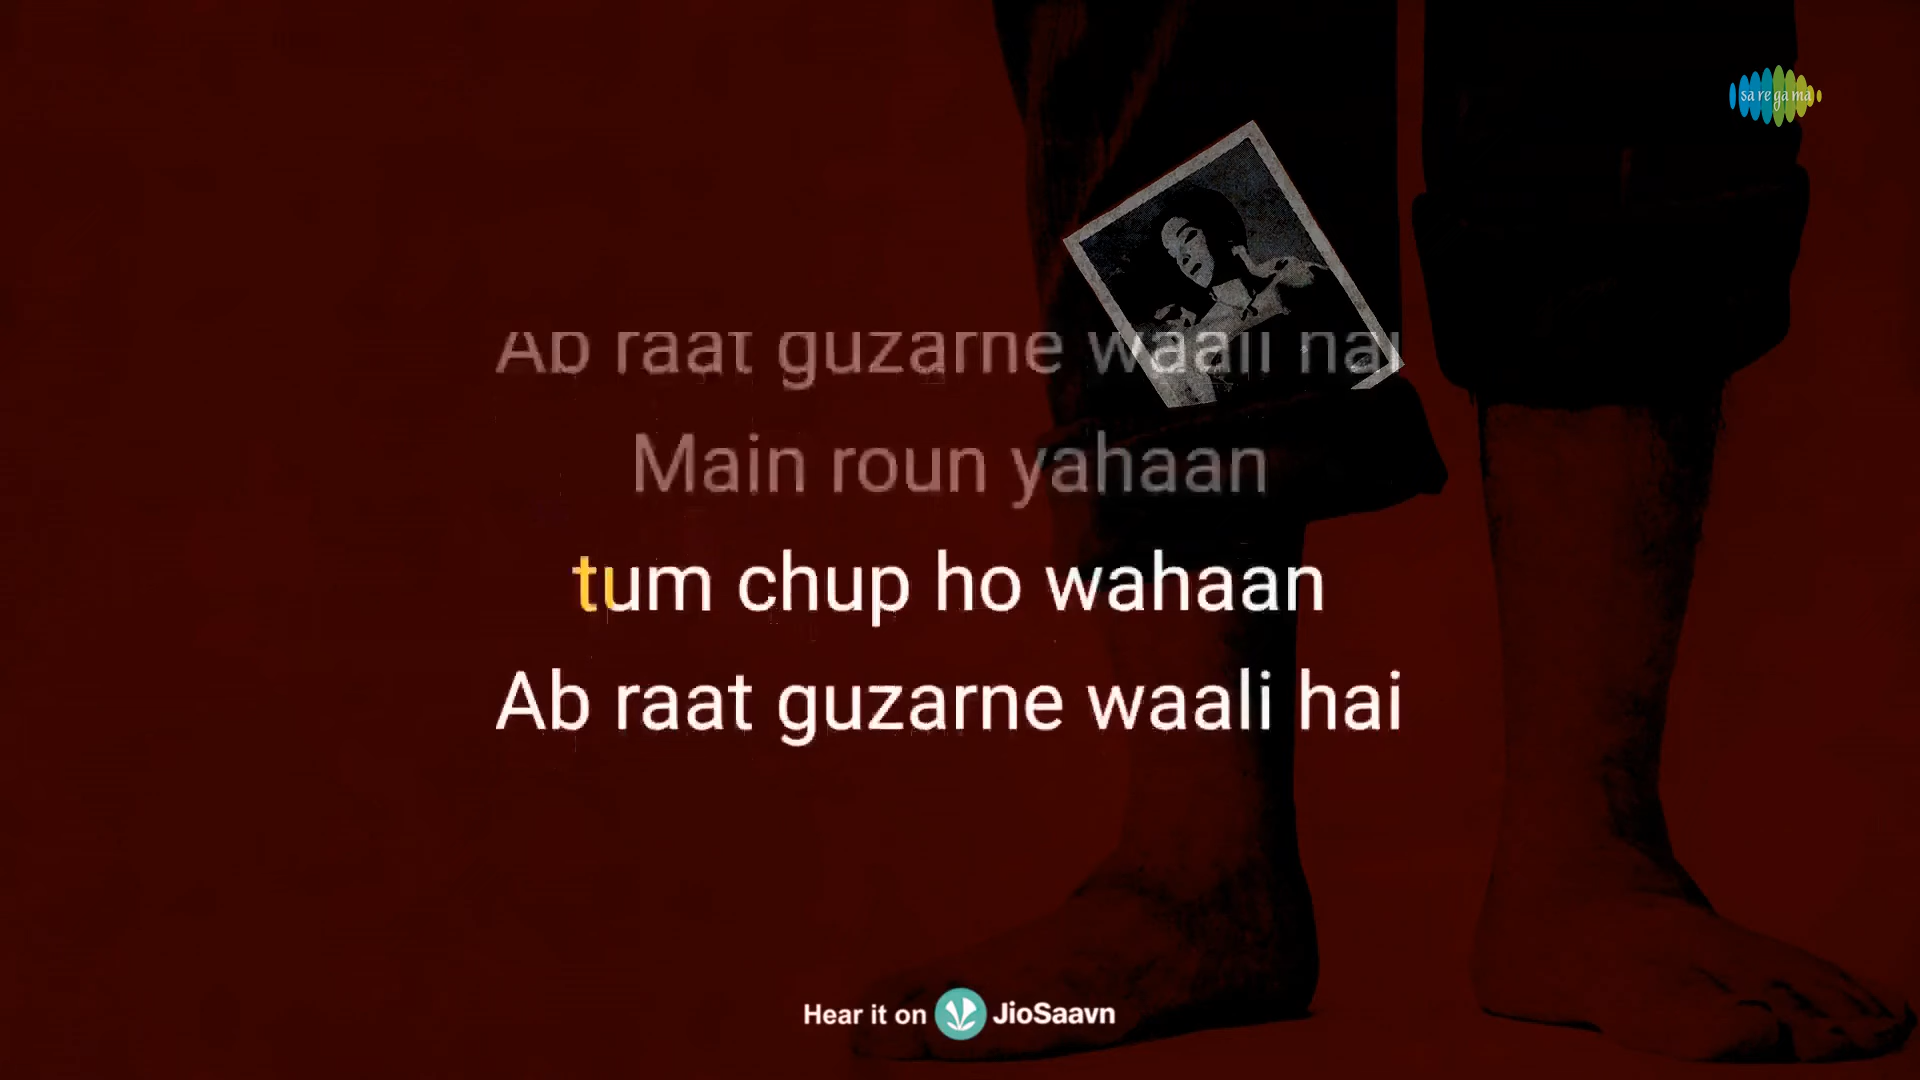 sa re ga ma
Ab raat guzarne waali hai
Main roun yahaan
tum chup ho wahaan
Ab raat guzarne waali hai
Hear it on JioSaavn